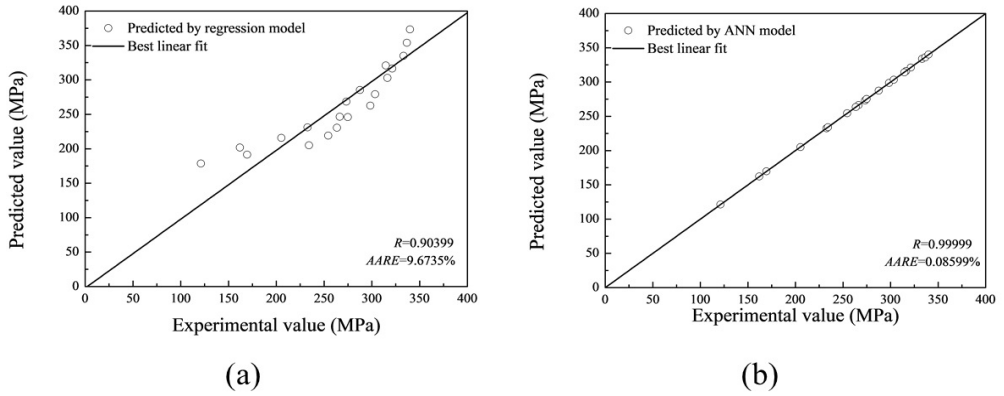 Predicted by regression model
Best linear fit
400
350
300
250
200
150
100
50
0
Predicted value (MPa)
R=0.90399
AARE=9.6735%
0 50 100 150 200 250 300 350 400
Experimental value (MPa)
(a)
Predicted by ANN model
Best linear fit
400
350
300
250
200
150
100
50
0
Predicted value (MPa)
R=0.99999
AARE=0.08599%
0 50 100 150 200 250 300 350 400
Experimental value (MPa)
(b)